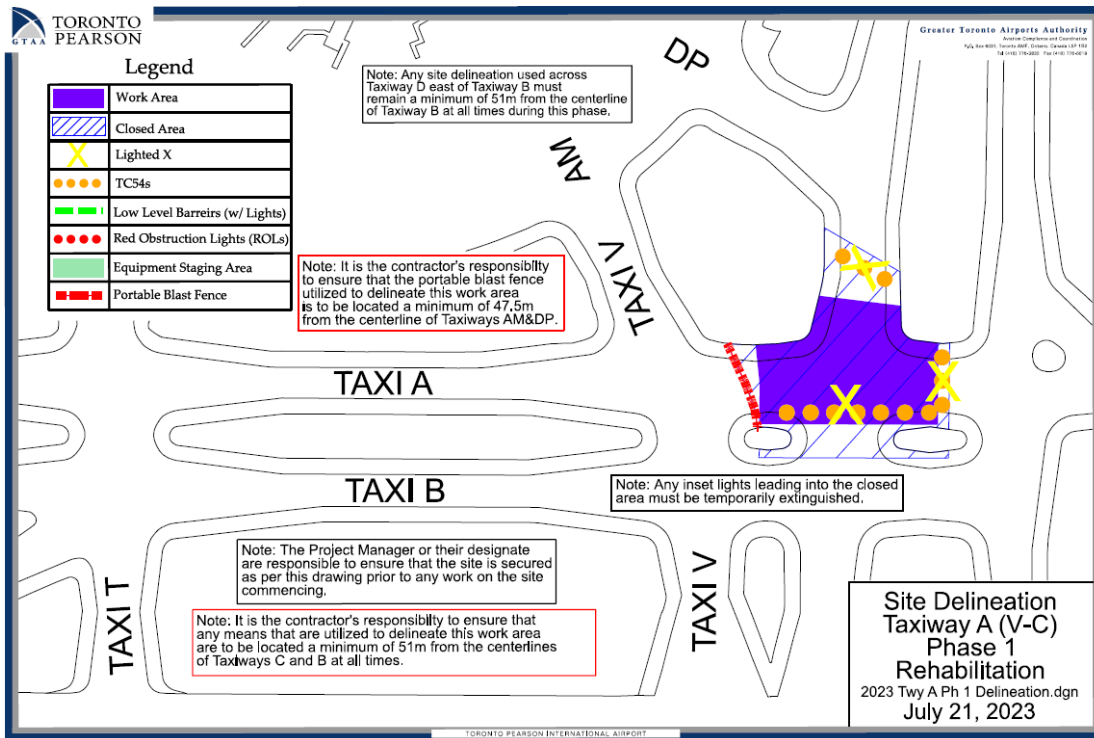 GTAA
TORONTO
PEARSON
Greater Toronto Airports Authority
Aviation Compliance and Coordination
Legend
Work Area
Closed Area
Lighted X
TC54s
Low Level Barreirs (w/ Lights)
Red Obstruction Lights (ROLs)
Equipment Staging Area
Portable Blast Fence
Note: Any site delineation used across
Taxiway D east of Taxiway B must
remain a minimum of 51m from the centerline
of Taxiway B at all times during this phase.
DP
AM
TAXI V
Note: It is the contractor's responsiblity
to ensure that the portable blast fence
utilized to delineate this work area
is to be located a minimum of 47.5m
from the centerline of Taxiways AM&DP.
TAXI A
TAXI B
Note: Any inset lights leading into the closed
area must be temporarily extinguished.
Note: The Project Manager or their designate
are responsible to ensure that the site is secured
as per this drawing prior to any work on the site
commencing.
TAXI T
TAXI V
Note: It is the contractor's responsiblity to ensure that
any means that are utilized to delineate this work area
are to be located a minimum of 51m from the centerlines
of Taxiways C and B at all times.
Site Delineation
Taxiway A (V-C)
Phase 1
Rehabilitation
2023 Twy A Ph 1 Delineation.dgn
July 21, 2023
TORONTO PEARSON INTERNATIONAL AIRPORT